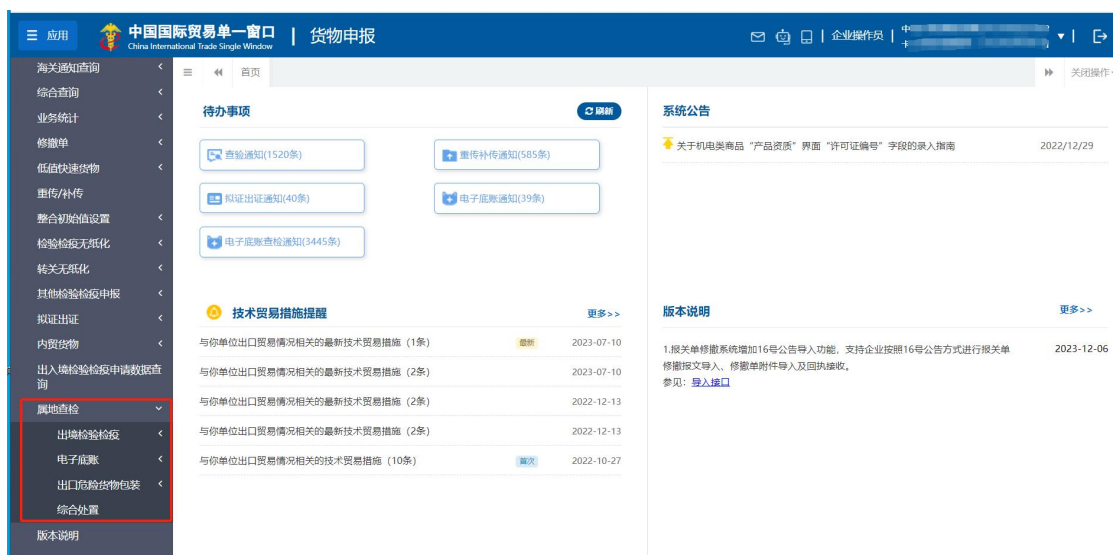 应用
中国国际贸易单一窗口
China International Trade Single Window
货物申报
企业操作员
海关通知查询
综合查询
业务统计
修撤单
低值快速货物
重传/补传
整合初始值设置
检验检疫无纸化
转关无纸化
其他检验检疫申报
拟证出证
内贸货物
出入境检验检疫申请数据查
询
属地查检
出境检验检疫
电子底账
出口危险货物包装
综合处置
版本说明
首页
关闭操作
待办事项
刷新
查验通知(1520条)
重传补传通知(585条)
拟证出证通知(40条)
电子底账通知(39条)
电子底账查检通知(3445条)
系统公告
关于机电类商品“产品资质”界面“许可证编号”字段的录入指南 2022/12/29
技术贸易措施提醒
更多>>
与你单位出口贸易情况相关的最新技术贸易措施（1条） 最新 2023-07-10
与你单位出口贸易情况相关的最新技术贸易措施（2条） 2023-07-10
与你单位出口贸易情况相关的最新技术贸易措施（2条） 2022-12-13
与你单位出口贸易情况相关的最新技术贸易措施（2条） 2022-12-13
与你单位出口贸易情况相关的技术贸易措施（10条） 首次 2022-10-27
版本说明
更多>>
1.报关单修撤系统增加16号公告导入功能，支持企业按照16号公告方式进行报关单 2023-12-06
修撤报文导入、修撤单附件导入及回执接收。
参见：导入接口